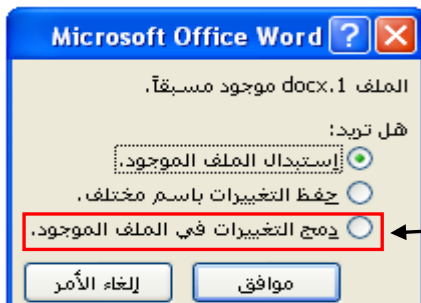 Microsoft Office Word
الملف docx.1 موجود مسبقاً.
هل تريد:
إستبدال الملف الموجود.
حفظ التغييرات باسم مختلف.
دمج التغييرات في الملف الموجود.
موافق
إلغاء الأمر